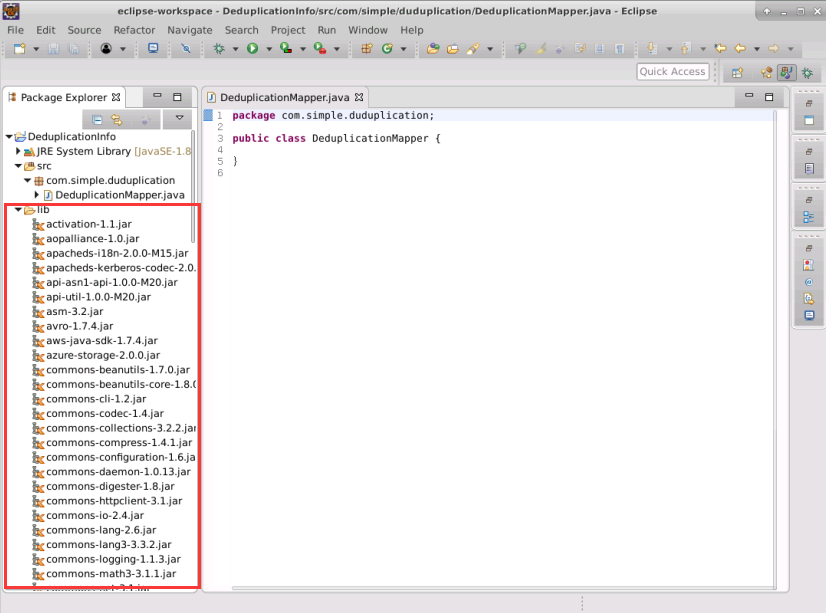 eclipse-workspace - DeduplicationInfo/src/com/simple/duduplication/DeduplicationMapper.java - Eclipse
File Edit Source Refactor Navigate Search Project Run Window Help
Quick Access
Package Explorer
DeduplicationInfo
JRE System Library [JavaSE-1.8
src
com.simple.duduplication
DeduplicationMapper.java
lib
activation-1.1.jar
aopalliance-1.0.jar
apacheds-i18n-2.0.0-M15.jar
apacheds-kerberos-codec-2.0.
api-asn1-api-1.0.0-M20.jar
api-util-1.0.0-M20.jar
asm-3.2.jar
avro-1.7.4.jar
aws-java-sdk-1.7.4.jar
azure-storage-2.0.0.jar
commons-beanutils-1.7.0.jar
commons-beanutils-core-1.8.0
commons-cli-1.2.jar
commons-codec-1.4.jar
commons-collections-3.2.2.jar
commons-compress-1.4.1.jar
commons-configuration-1.6.ja
commons-daemon-1.0.13.jar
commons-digester-1.8.jar
commons-httpclient-3.1.jar
commons-io-2.4.jar
commons-lang-2.6.jar
commons-lang3-3.3.2.jar
commons-logging-1.1.3.jar
commons-math3-3.1.1.jar
DeduplicationMapper.java
1 package com.simple.duduplication;
2
3 public class DeduplicationMapper {
4
5 }
6